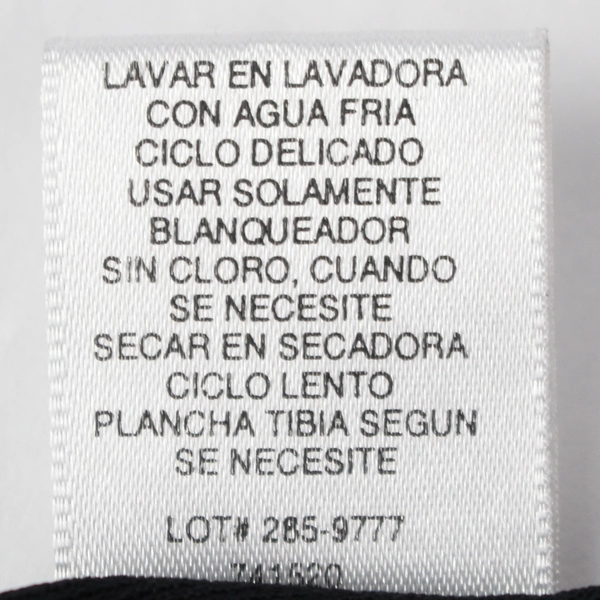 LAVAR EN LAVADORA
CON AGUA FRIA
CICLO DELICADO
USAR SOLAMENTE
BLANQUEADOR
SIN CLORO, CUANDO
SE NECESITE
SECAR EN SECADORA
CICLO LENTO
PLANCHA TIBIA SEGUN
SE NECESITE
LOT# 285-9777
741520